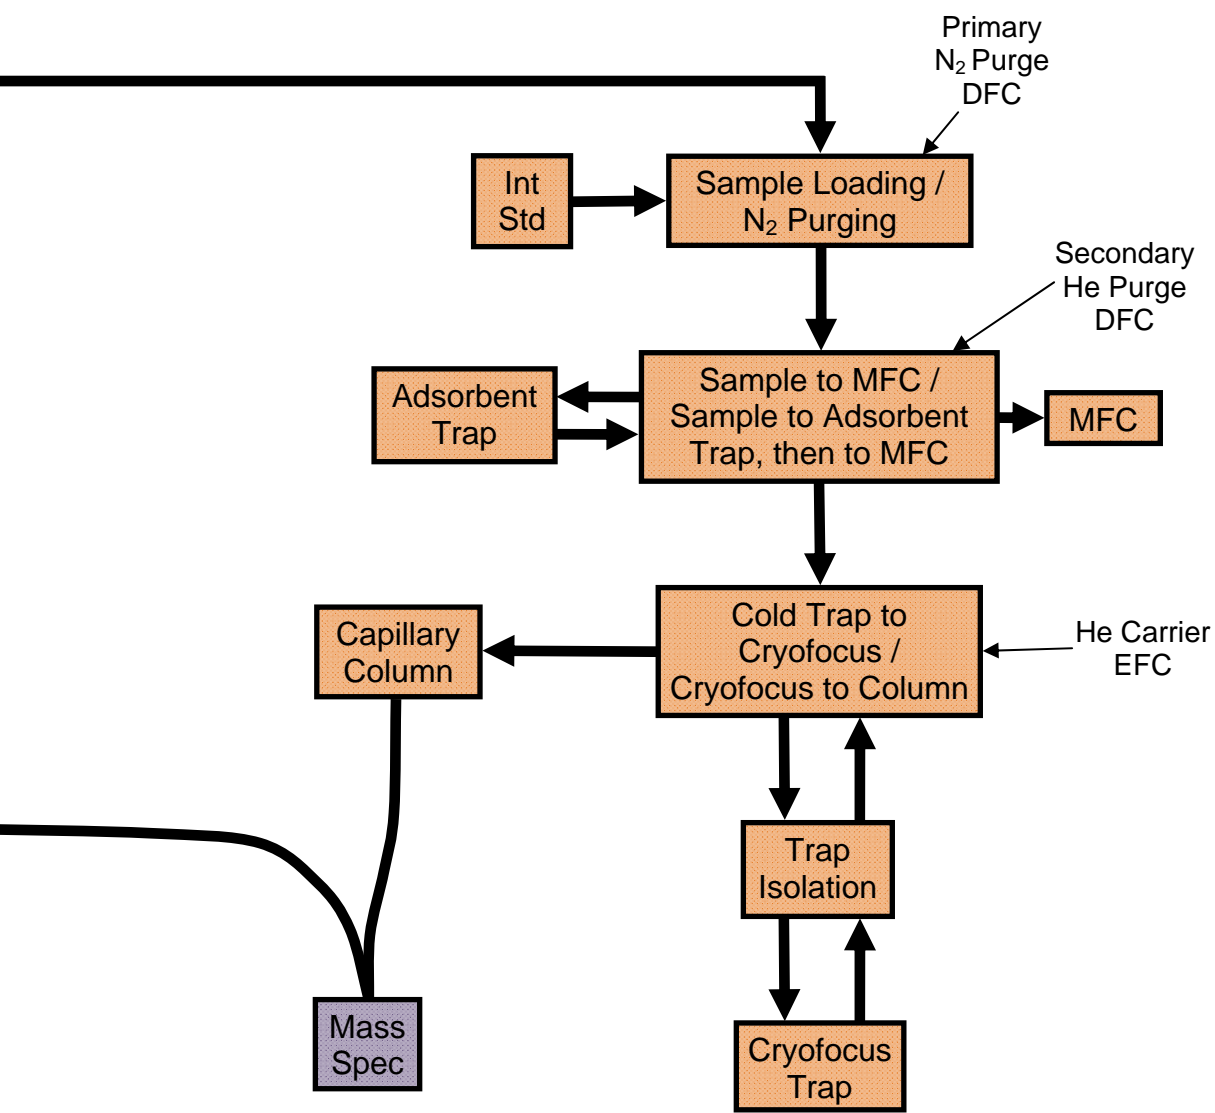 Primary
N₂ Purge
DFC
Int
Std
Sample Loading /
N₂ Purging
Secondary
He Purge
DFC
Adsorbent
Trap
Sample to MFC /
Sample to Adsorbent
Trap, then to MFC
MFC
Capillary
Column
Cold Trap to
Cryofocus /
Cryofocus to Column
He Carrier
EFC
Trap
Isolation
Mass
Spec
Cryofocus
Trap